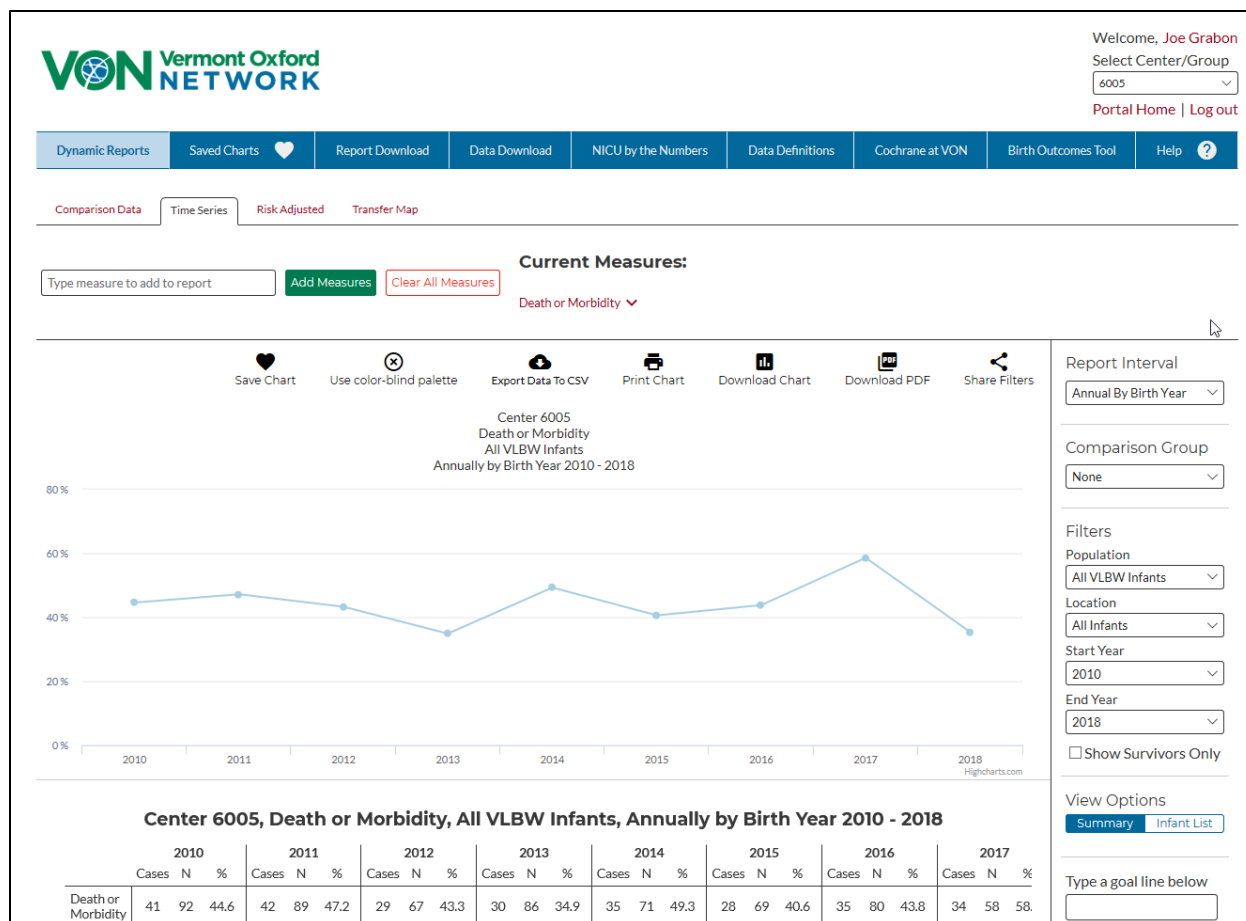 VON Vermont Oxford NETWORK
Welcome, Joe Grabon
Select Center/Group
6005
Portal Home | Log out
Dynamic Reports Saved Charts Report Download Data Download NICU by the Numbers Data Definitions Cochrane at VON Birth Outcomes Tool Help ?
Comparison Data Time Series Risk Adjusted Transfer Map
Current Measures:
Type measure to add to report Add Measures Clear All Measures
Death or Morbidity
Save Chart Use color-blind palette Export Data To CSV Print Chart Download Chart PDF Download PDF Share Filters
Center 6005
Death or Morbidity
All VLBW Infants
Annually by Birth Year 2010 - 2018
80 %
60 %
40 %
20 %
0 %
2010 2011 2012 2013 2014 2015 2016 2017 2018
Highcharts.com
Report Interval
Annual By Birth Year
Comparison Group
None
Filters
Population
All VLBW Infants
Location
All Infants
Start Year
2010
End Year
2018
Show Survivors Only
View Options
Summary Infant List
Type a goal line below
Center 6005, Death or Morbidity, All VLBW Infants, Annually by Birth Year 2010 - 2018
2010 2011 2012 2013 2014 2015 2016 2017
Cases N % Cases N % Cases N % Cases N % Cases N % Cases N % Cases N % Cases N %
Death or
Morbidity 41 92 44.6 42 89 47.2 29 67 43.3 30 86 34.9 35 71 49.3 28 69 40.6 35 80 43.8 34 58 58.